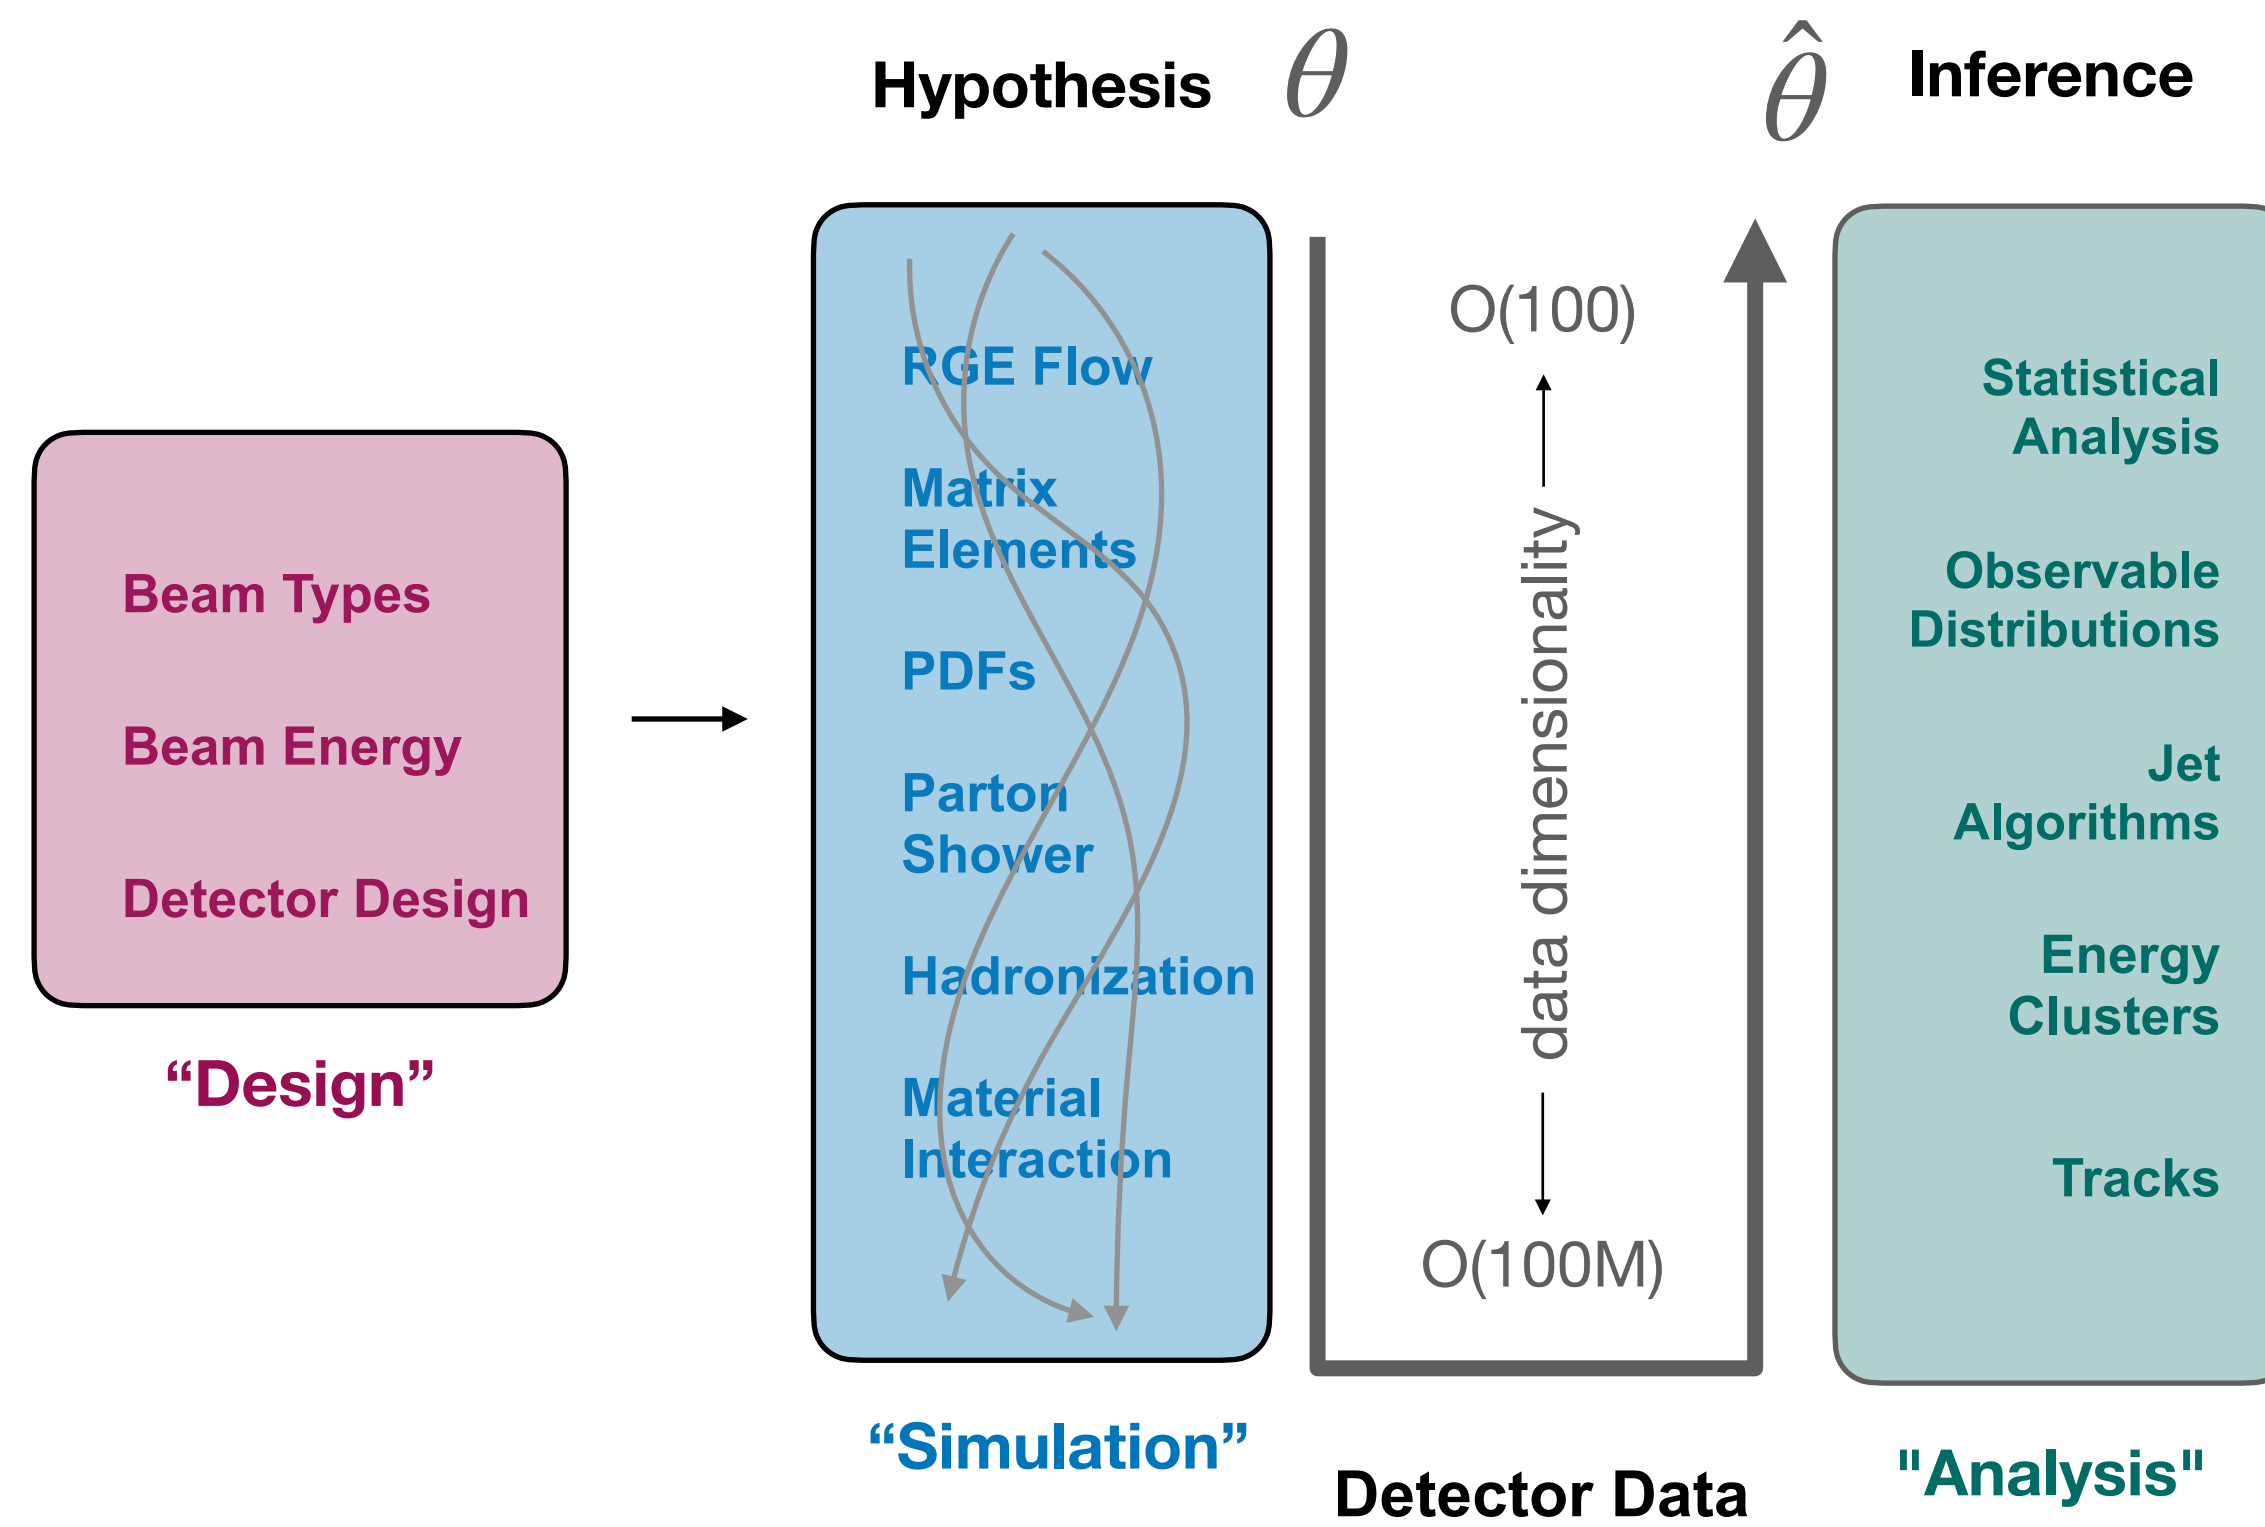 Hypothesis θ
θ̂ Inference
Beam Types
Beam Energy
Detector Design
“Design”
RGE Flow
Matrix
Elements
PDFs
Parton
Shower
Hadronization
Material
Interaction
“Simulation”
O(100)
data dimensionality
O(100M)
Detector Data
Statistical
Analysis
Observable
Distributions
Jet
Algorithms
Energy
Clusters
Tracks
"Analysis"